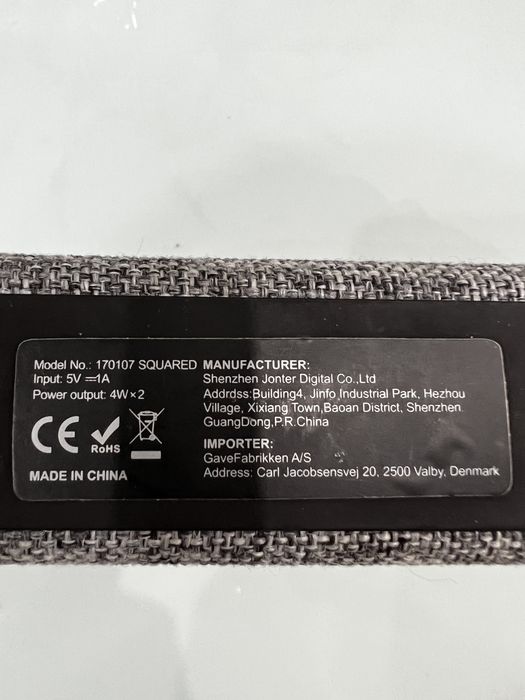 Model No.: 170107 SQUARED
Input: 5V ⎓1A
Power output: 4W×2
CE
RoHS
MADE IN CHINA
MANUFACTURER:
Shenzhen Jonter Digital Co.,Ltd
Addrdss:Building4, Jinfo Industrial Park, Hezhou
Village, Xixiang Town,Baoan District, Shenzhen.
GuangDong,P.R.China
IMPORTER:
GaveFabrikken A/S
Address: Carl Jacobsensvej 20, 2500 Valby, Denmark